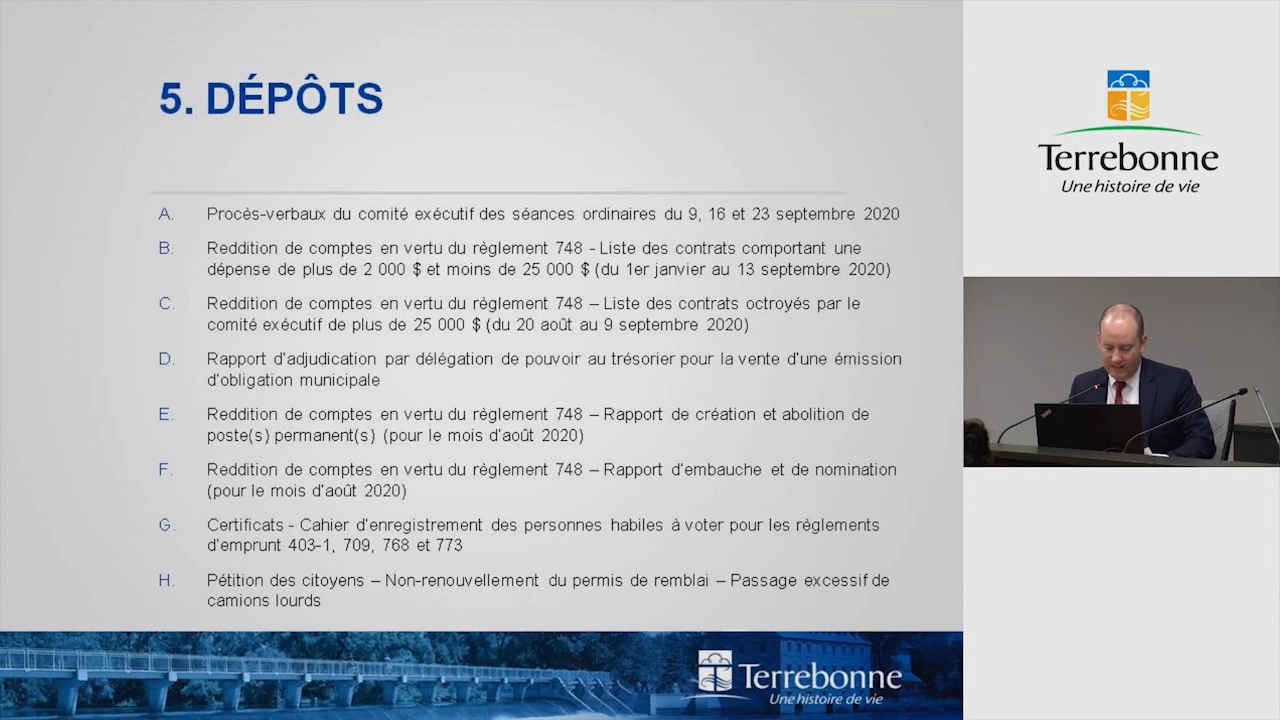 5. DÉPÔTS
A. Procès-verbaux du comité exécutif des séances ordinaires du 9, 16 et 23 septembre 2020
B. Reddition de comptes en vertu du règlement 748 - Liste des contrats comportant une
dépense de plus de 2 000 $ et moins de 25 000 $ (du 1er janvier au 13 septembre 2020)
C. Reddition de comptes en vertu du règlement 748 – Liste des contrats octroyés par le
comité exécutif de plus de 25 000 $ (du 20 août au 9 septembre 2020)
D. Rapport d'adjudication par délégation de pouvoir au trésorier pour la vente d'une émission
d'obligation municipale
E. Reddition de comptes en vertu du règlement 748 – Rapport de création et abolition de
poste(s) permanent(s) (pour le mois d'août 2020)
F. Reddition de comptes en vertu du règlement 748 – Rapport d'embauche et de nomination
(pour le mois d'août 2020)
G. Certificats - Cahier d'enregistrement des personnes habiles à voter pour les règlements
d'emprunt 403-1, 709, 768 et 773
H. Pétition des citoyens – Non-renouvellement du permis de remblai – Passage excessif de
camions lourds
Terrebonne
Une histoire de vie
Terrebonne
Une histoire de vie